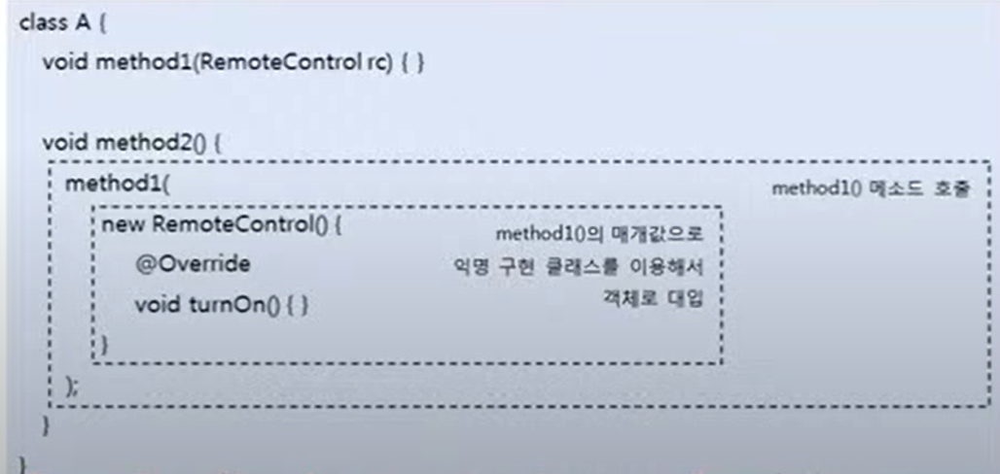 class A {
void method1(RemoteControl rc) { }
void method2() {
method1(
method1() 메소드 호출
new RemoteControl() {
method1()의 매개값으로
@Override
익명 구현 클래스를 이용해서
void turnOn() { }
객체로 대입
}
);
}
}